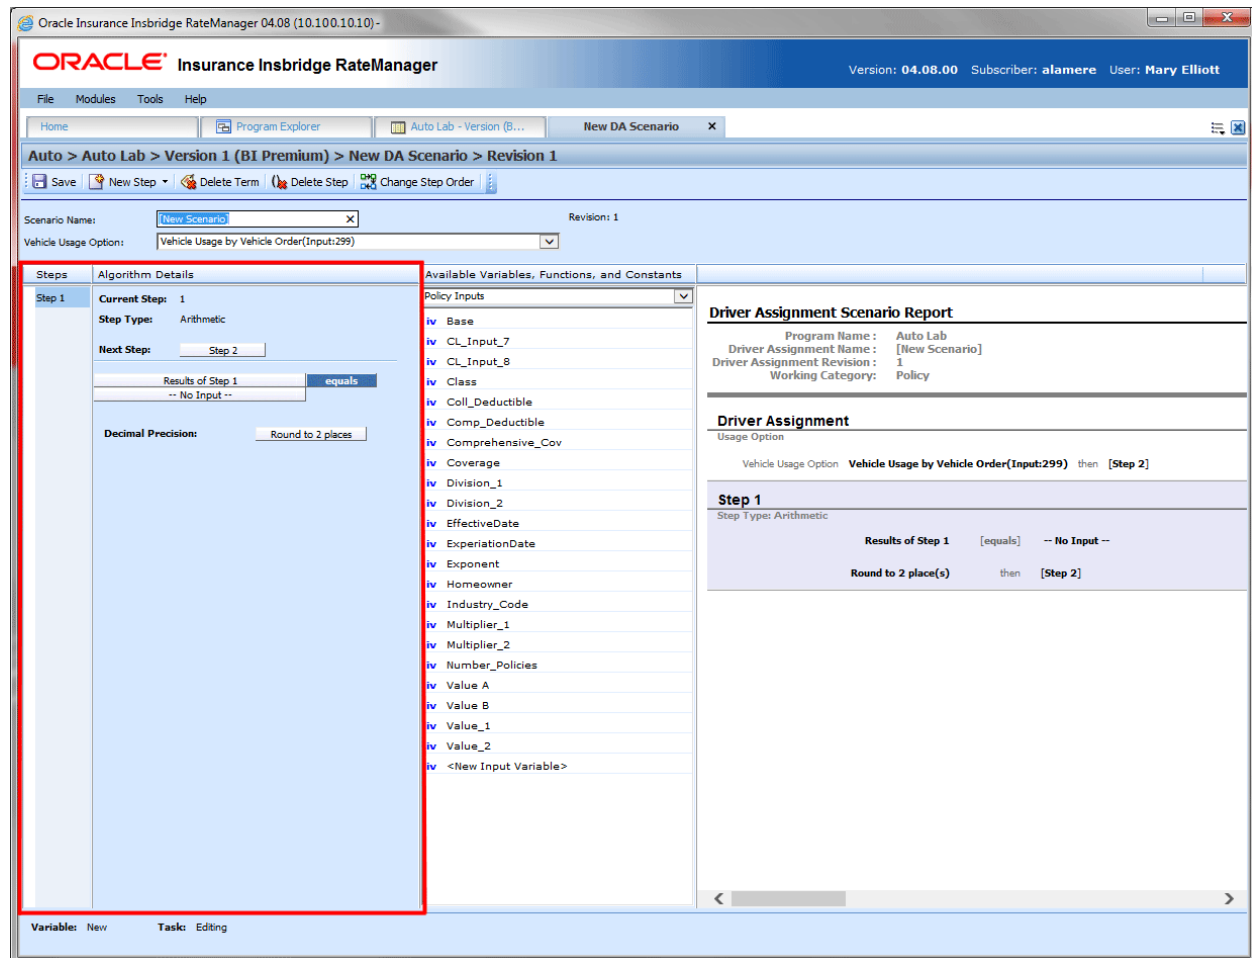 Oracle Insurance Insbridge RateManager 04.08 (10.100.10.10) -
ORACLE Insurance Insbridge RateManager
Version: 04.08.00 Subscriber: alamere User: Mary Elliott
File Modules Tools Help
Home Program Explorer Auto Lab - Version (B... New DA Scenario
Auto > Auto Lab > Version 1 (BI Premium) > New DA Scenario > Revision 1
Save New Step Delete Term Delete Step Change Step Order
Scenario Name: [New Scenario] Revision: 1
Vehicle Usage Option: Vehicle Usage by Vehicle Order(Input:299)
Steps
Step 1
Algorithm Details
Current Step: 1
Step Type: Arithmetic
Next Step: Step 2
Results of Step 1 equals
-- No Input --
Decimal Precision: Round to 2 places
Available Variables, Functions, and Constants
Policy Inputs
iv Base
iv CL_Input_7
iv CL_Input_8
iv Class
iv Coll_Deductible
iv Comp_Deductible
iv Comprehensive_Cov
iv Coverage
iv Division_1
iv Division_2
iv EffectiveDate
iv ExperiationDate
iv Exponent
iv Homeowner
iv Industry_Code
iv Multiplier_1
iv Multiplier_2
iv Number_Policies
iv Value A
iv Value B
iv Value_1
iv Value_2
iv <New Input Variable>
Driver Assignment Scenario Report
Program Name : Auto Lab
Driver Assignment Name : [New Scenario]
Driver Assignment Revision : 1
Working Category: Policy
Driver Assignment
Usage Option
Vehicle Usage Option Vehicle Usage by Vehicle Order(Input:299) then [Step 2]
Step 1
Step Type: Arithmetic
Results of Step 1 [equals] -- No Input --
Round to 2 place(s) then [Step 2]
Variable: New Task: Editing